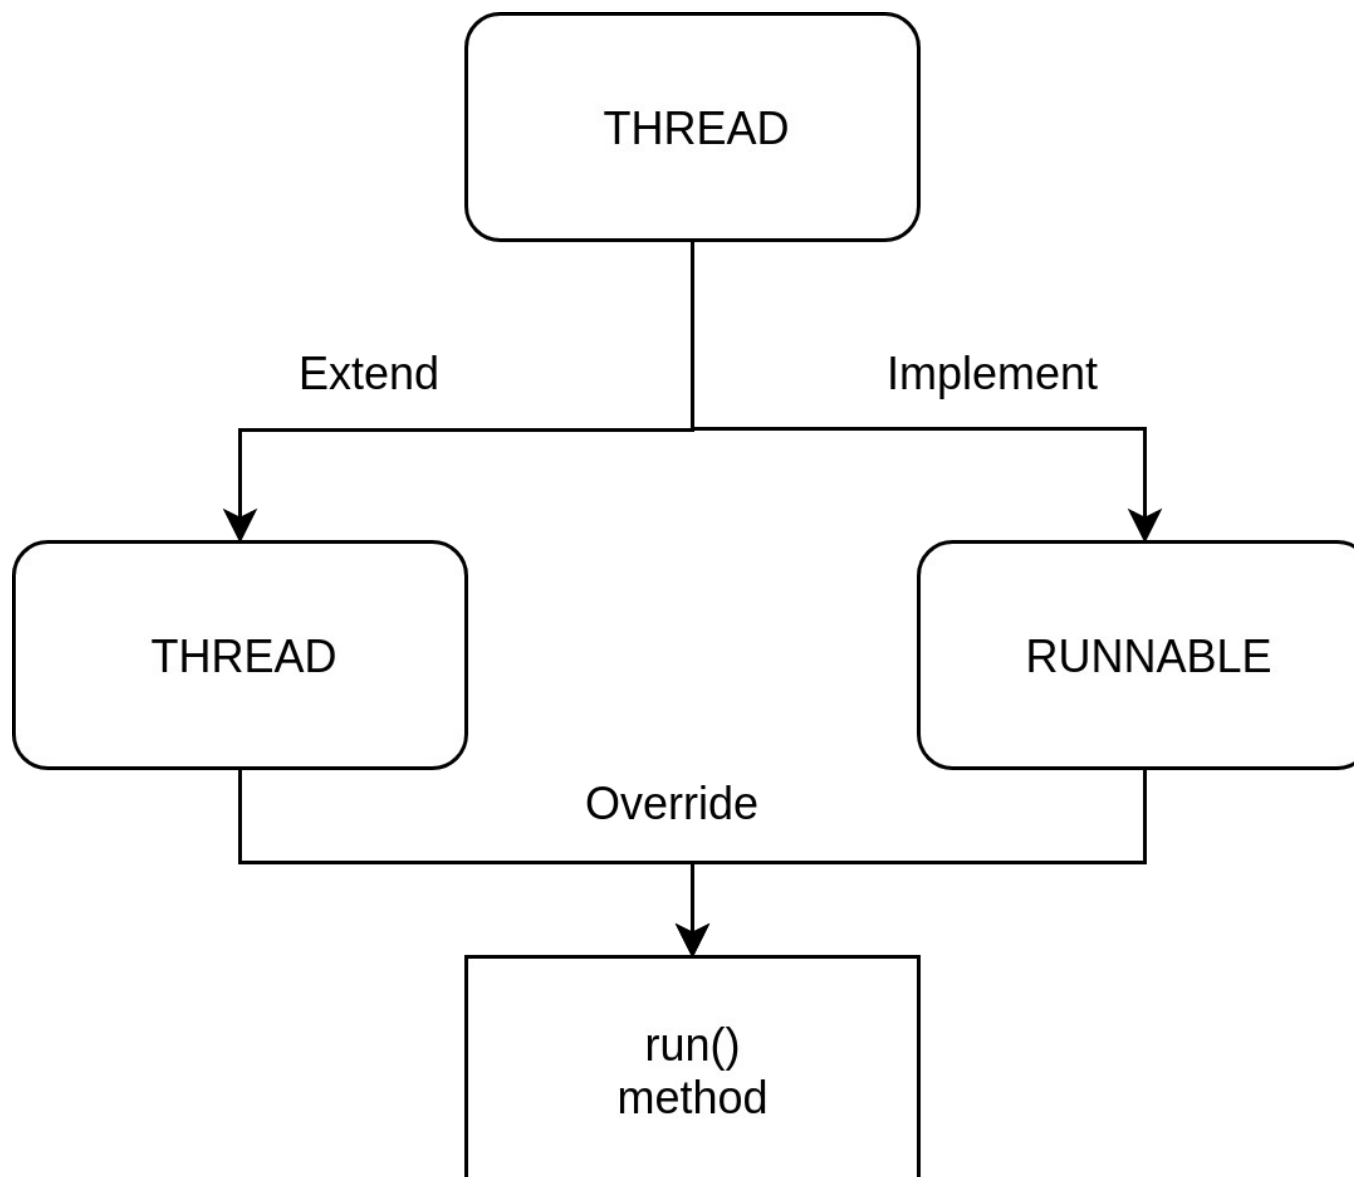 THREAD
Extend
Implement
THREAD
RUNNABLE
Override
run()
method